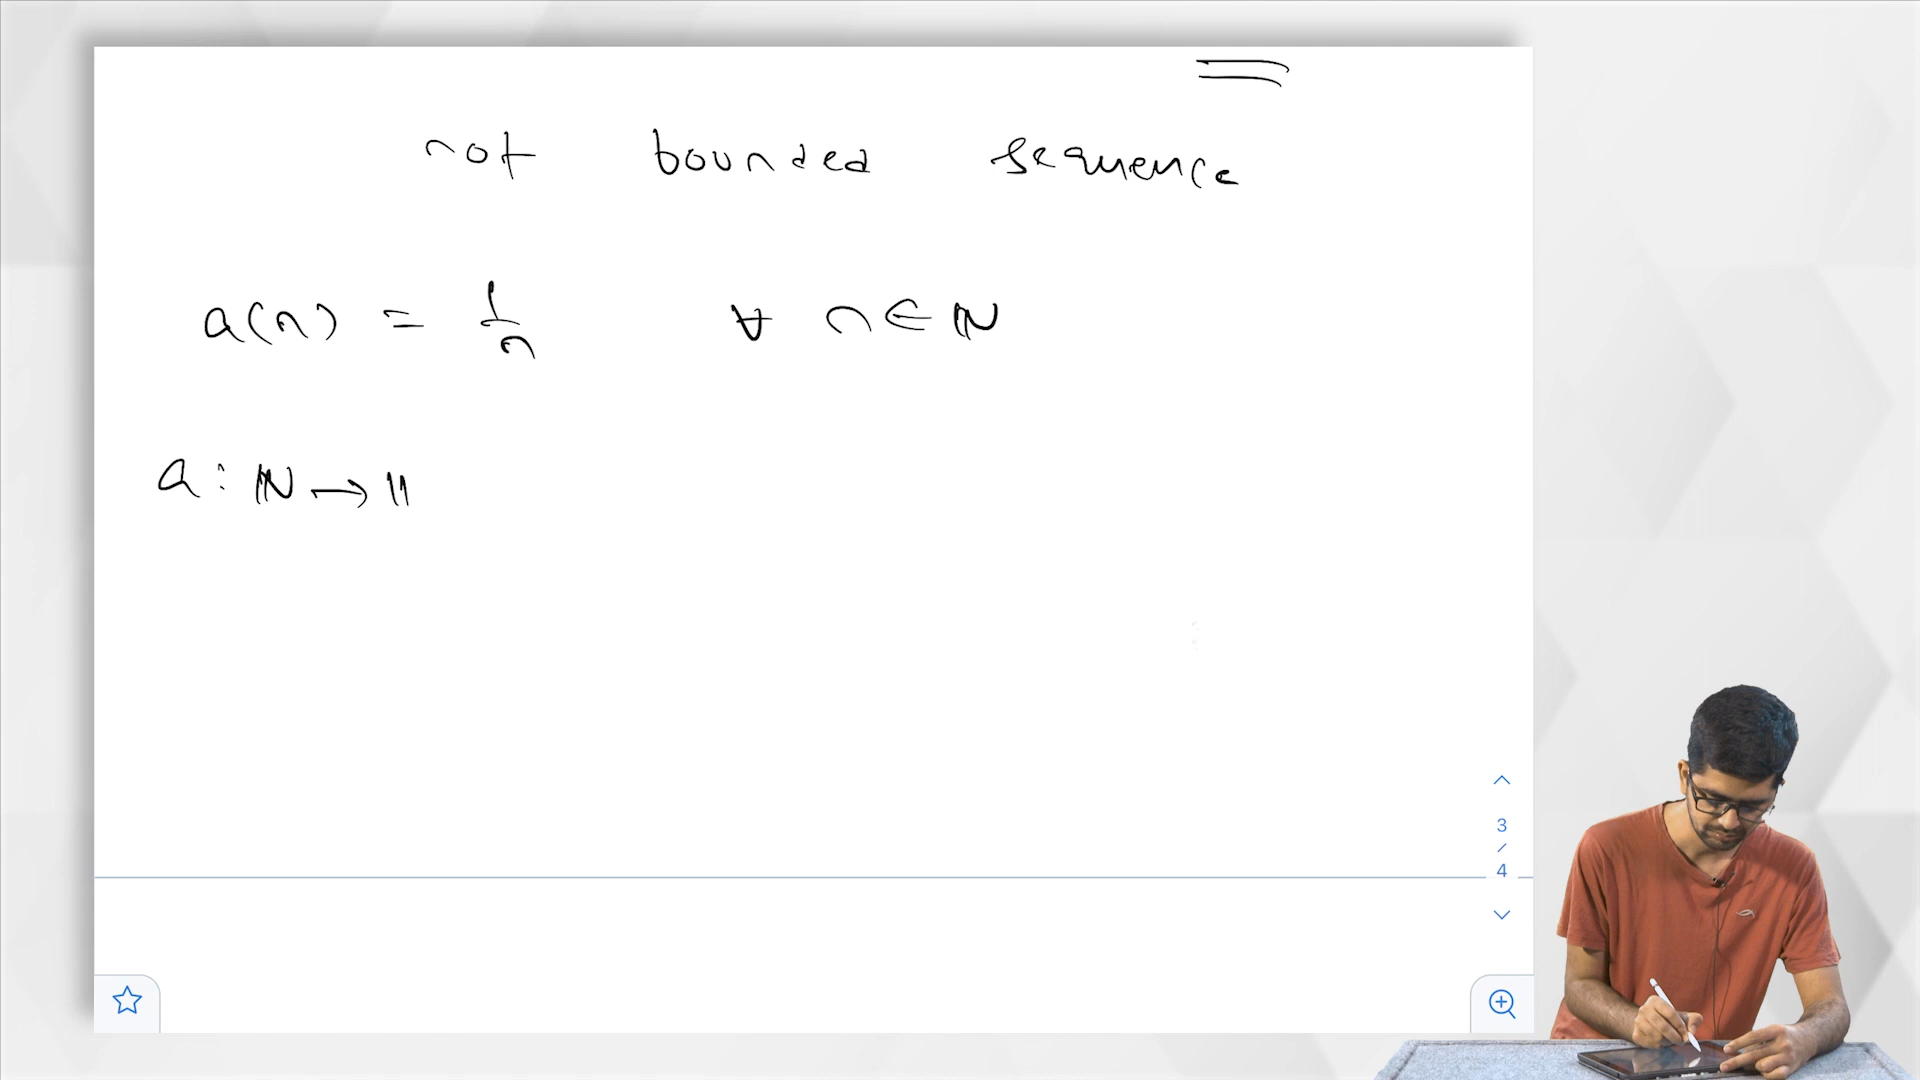 not bounded sequence
a(n) = 1/n ∀ n ∈ ℕ
a : ℕ → 
3
/
4